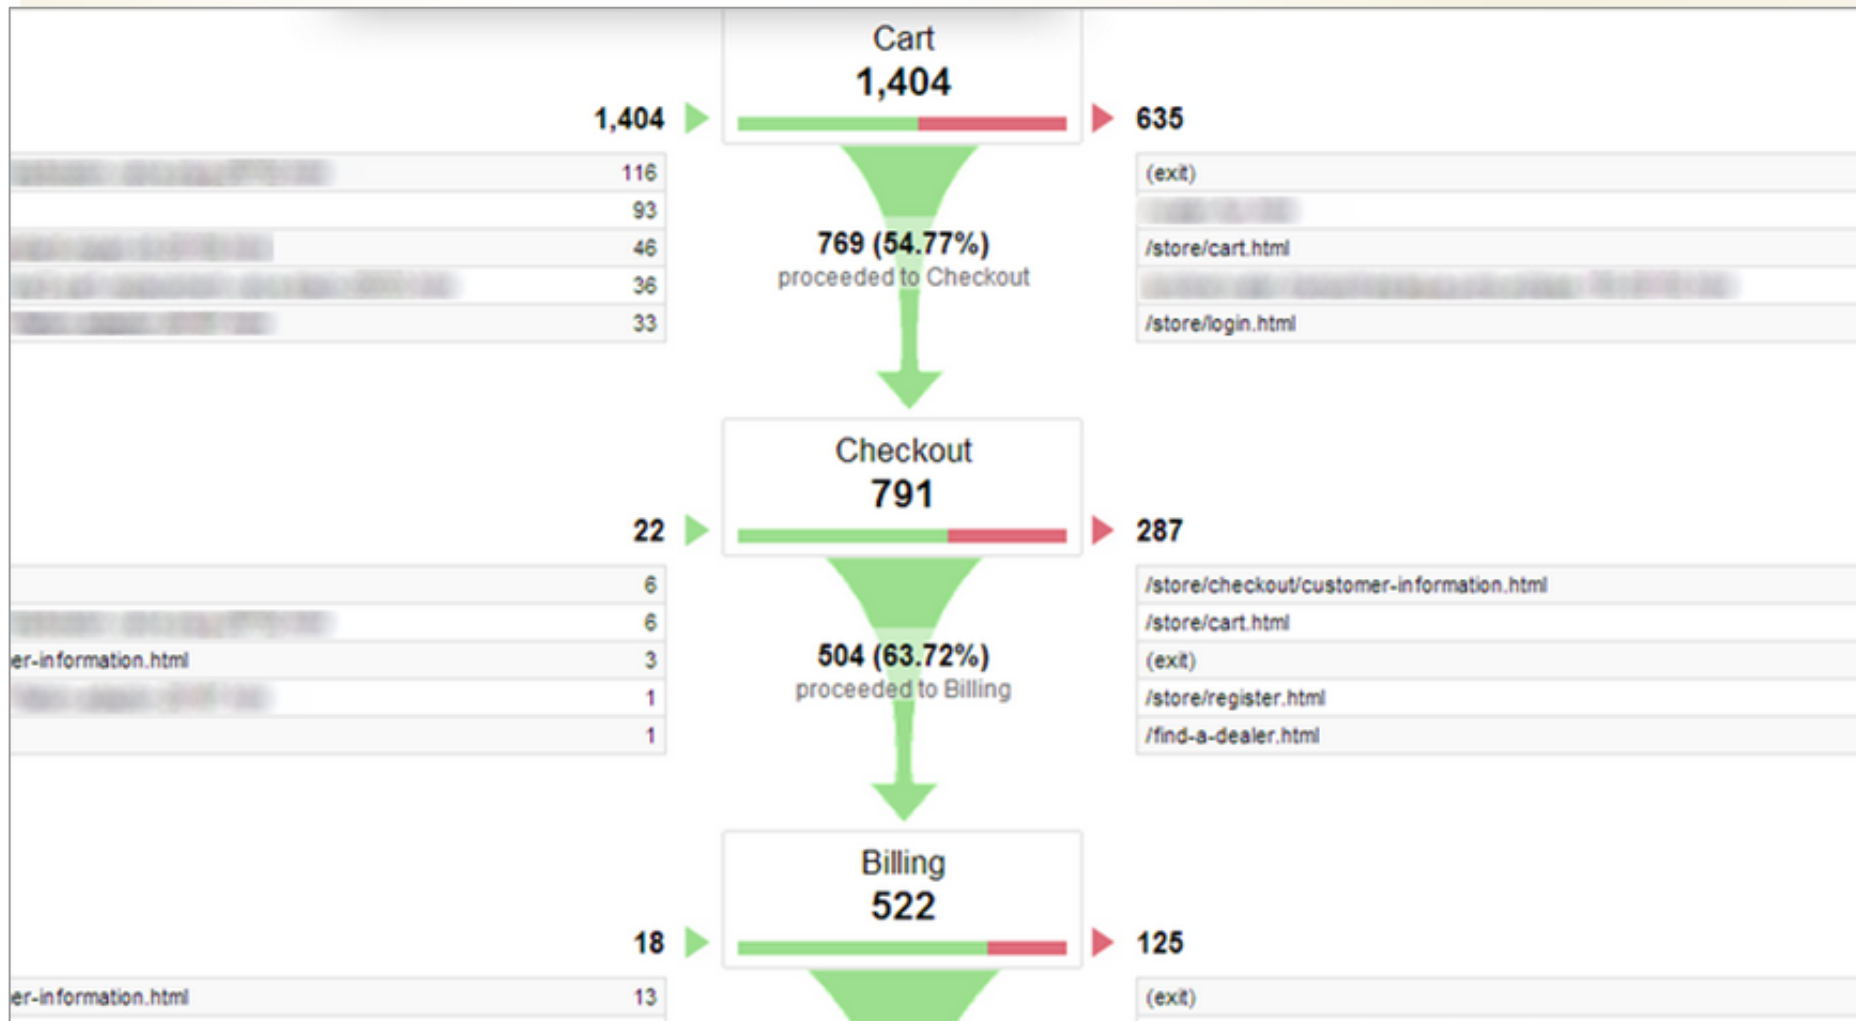 Cart
1,404
1,404
635
116
(exit)
93
46
/store/cart.html
36
33
/store/login.html
769 (54.77%)
proceeded to Checkout
Checkout
791
22
287
6
/store/checkout/customer-information.html
6
/store/cart.html
er-information.html
3
(exit)
1
/store/register.html
1
/find-a-dealer.html
504 (63.72%)
proceeded to Billing
Billing
522
18
125
er-information.html
13
(exit)